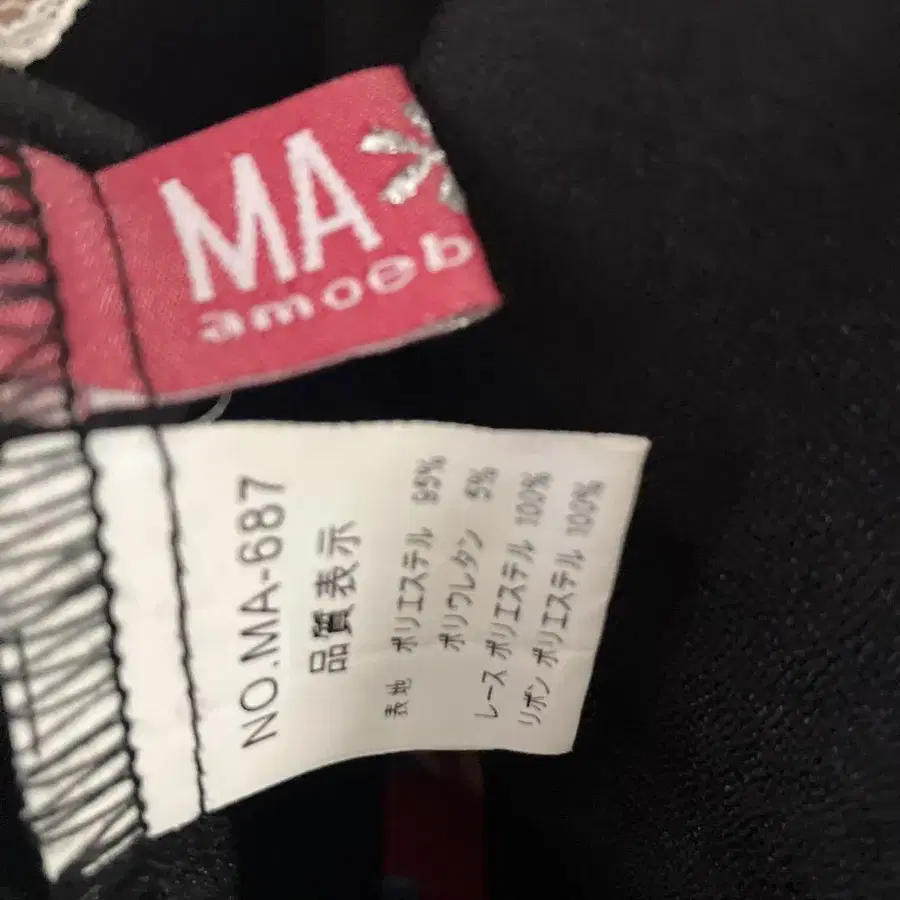 MA
amoeb
NO.MA-687
品質表示
表地 ポリエステル 95%
ポリウレタン 5%
レース ポリエステル 100%
リボン ポリエステル 100%